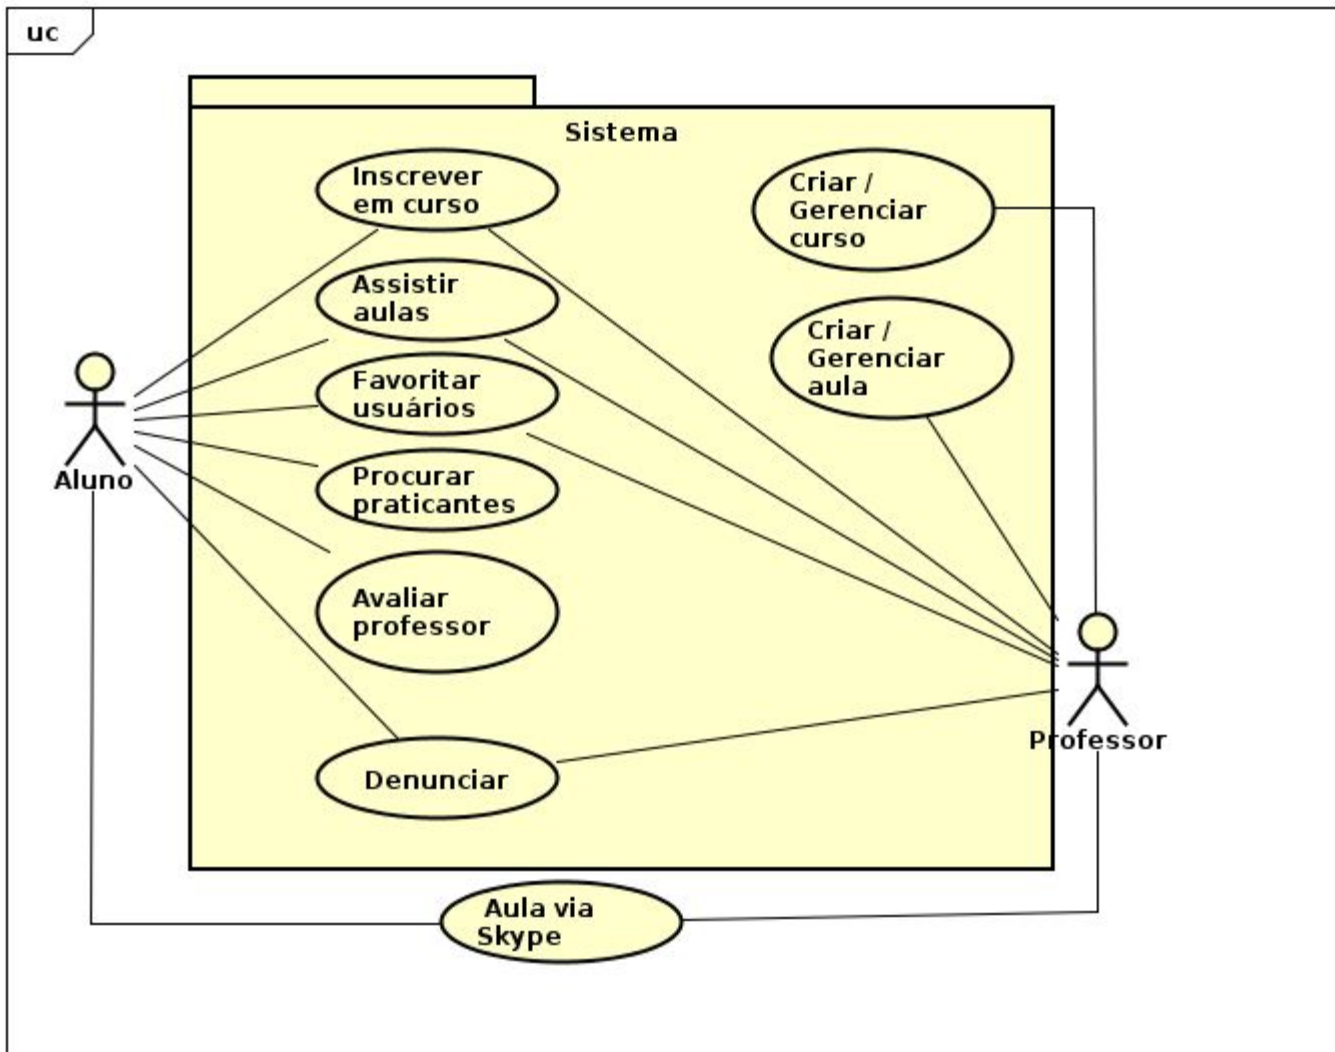 uc
Sistema
Inscrever
em curso
Criar /
Gerenciar
curso
Assistir
aulas
Criar /
Gerenciar
aula
Favoritar
usuários
Aluno
Procurar
praticantes
Avaliar
professor
Professor
Denunciar
Aula via
Skype